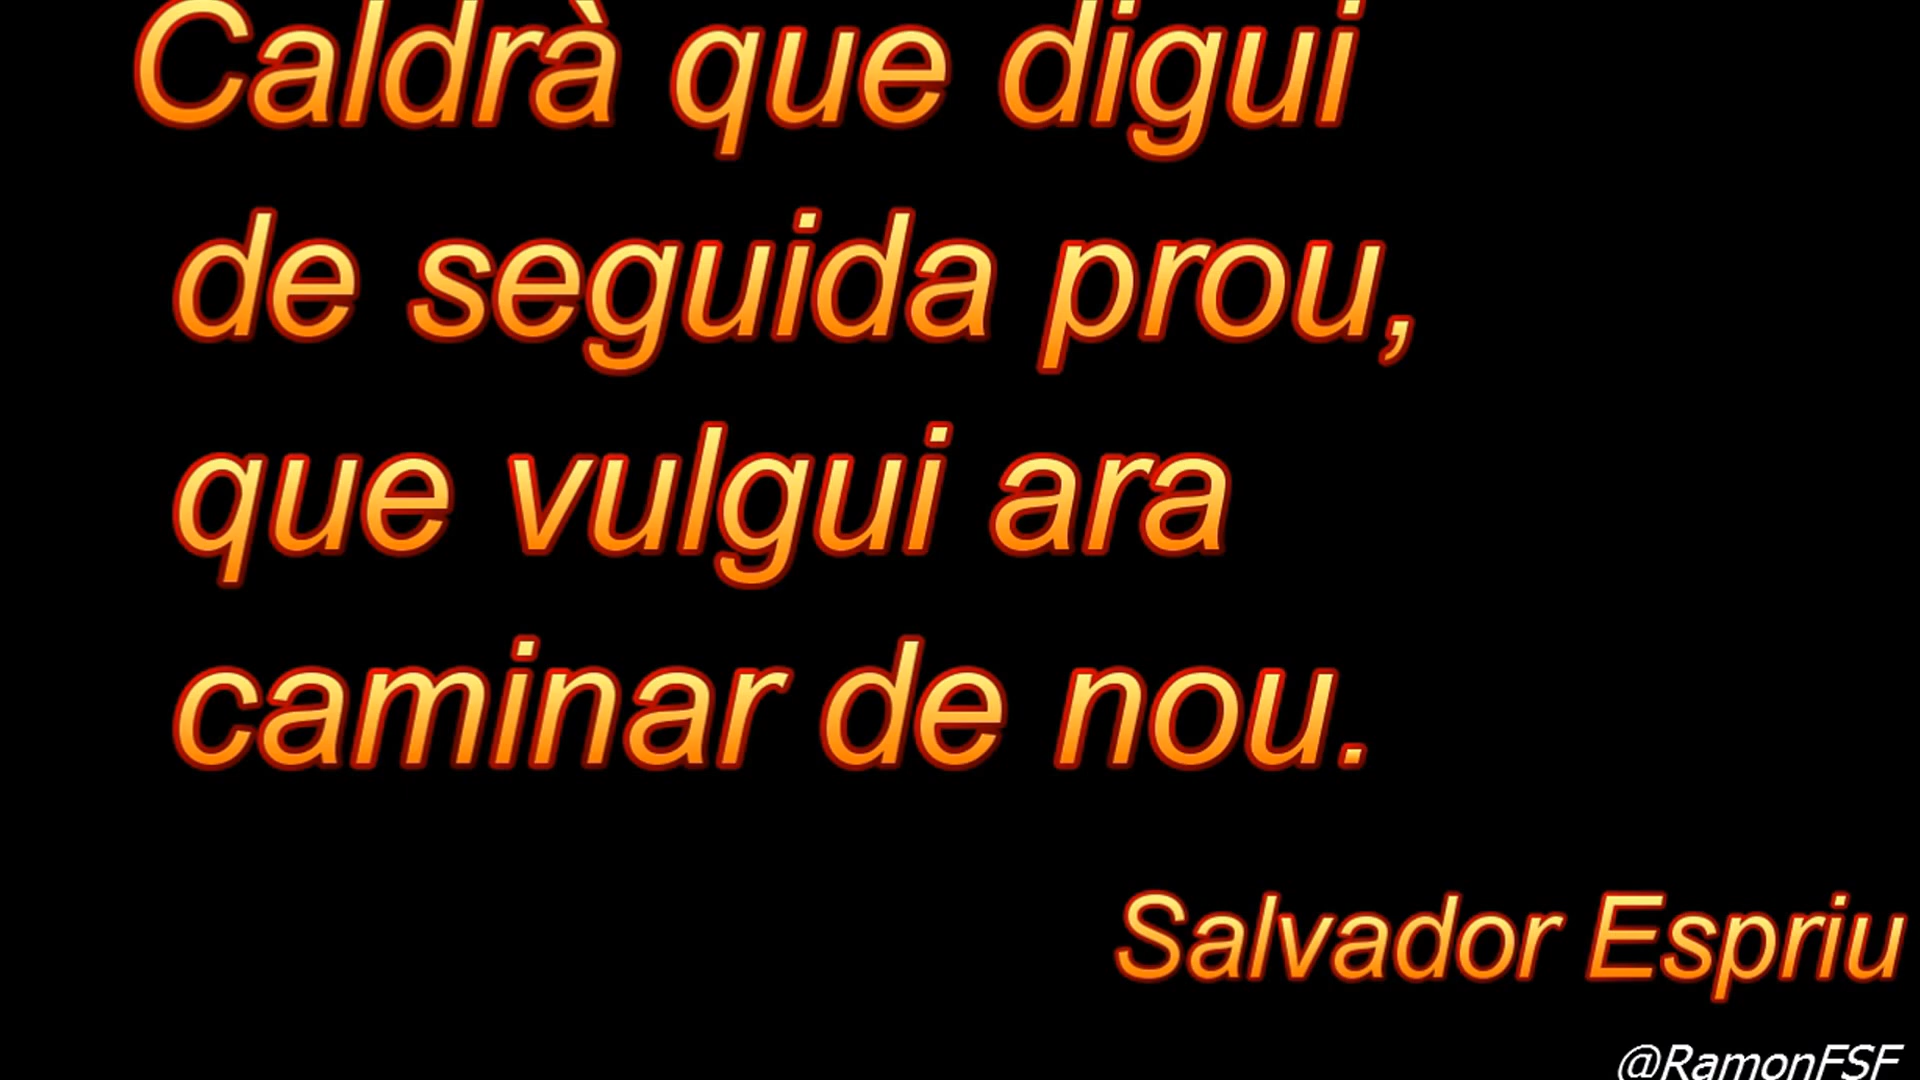 Caldrà que digui
de seguida prou,
que vulgui ara
caminar de nou.
Salvador Espriu
@RamonFSF